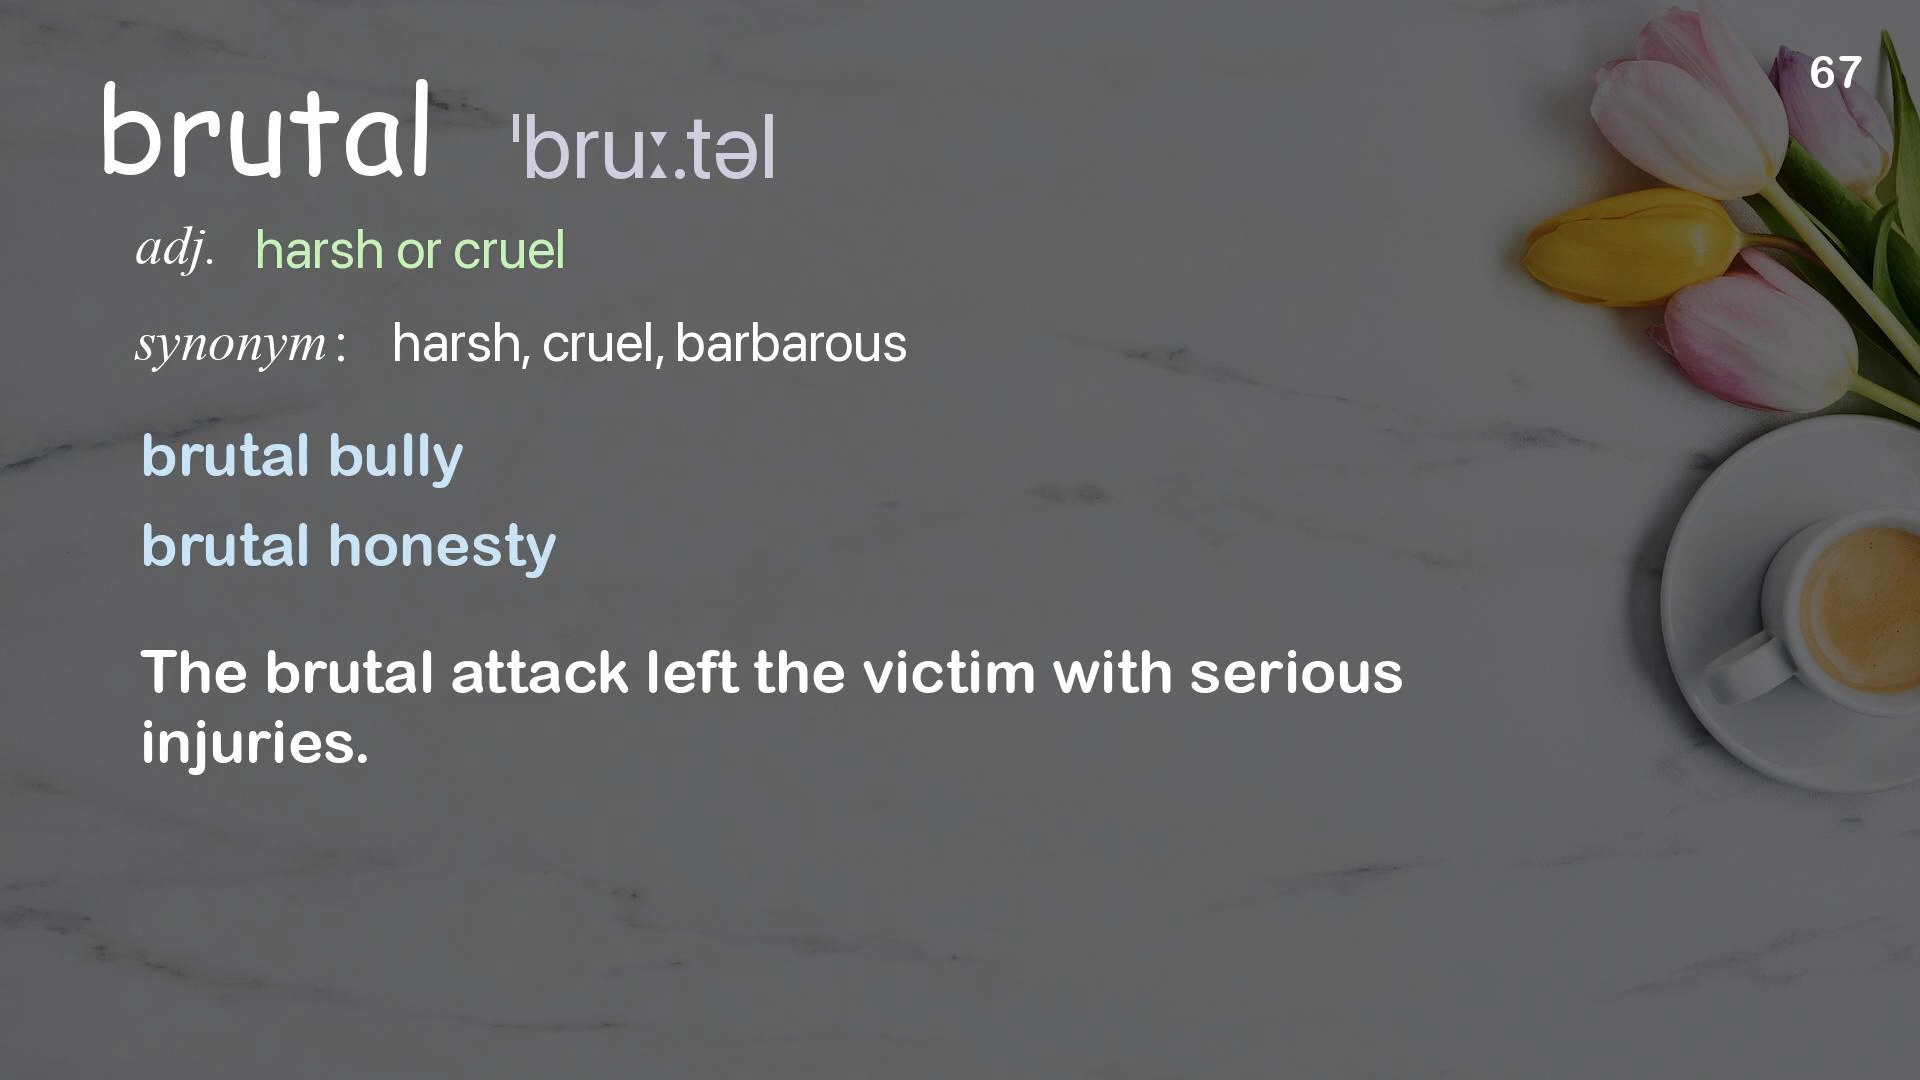 67
brutal ˈbruː.təl
adj. harsh or cruel
synonym: harsh, cruel, barbarous
brutal bully
brutal honesty
The brutal attack left the victim with serious
injuries.